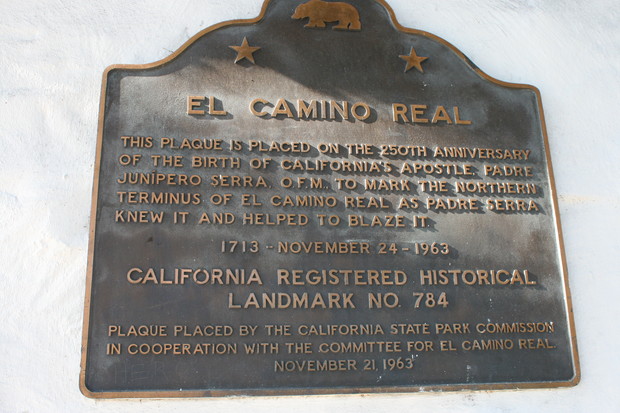 EL CAMINO REAL
THIS PLAQUE IS PLACED ON THE 250TH ANNIVERSARY
OF THE BIRTH OF CALIFORNIA'S APOSTLE, PADRE
JUNIPERO SERRA, O.F.M., TO MARK THE NORTHERN
TERMINUS OF EL CAMINO REAL AS PADRE SERRA
KNEW IT AND HELPED TO BLAZE IT.
1713 - NOVEMBER 24 - 1963
CALIFORNIA REGISTERED HISTORICAL
LANDMARK NO. 784
PLAQUE PLACED BY THE CALIFORNIA STATE PARK COMMISSION
IN COOPERATION WITH THE COMMITTEE FOR EL CAMINO REAL.
NOVEMBER 21, 1963